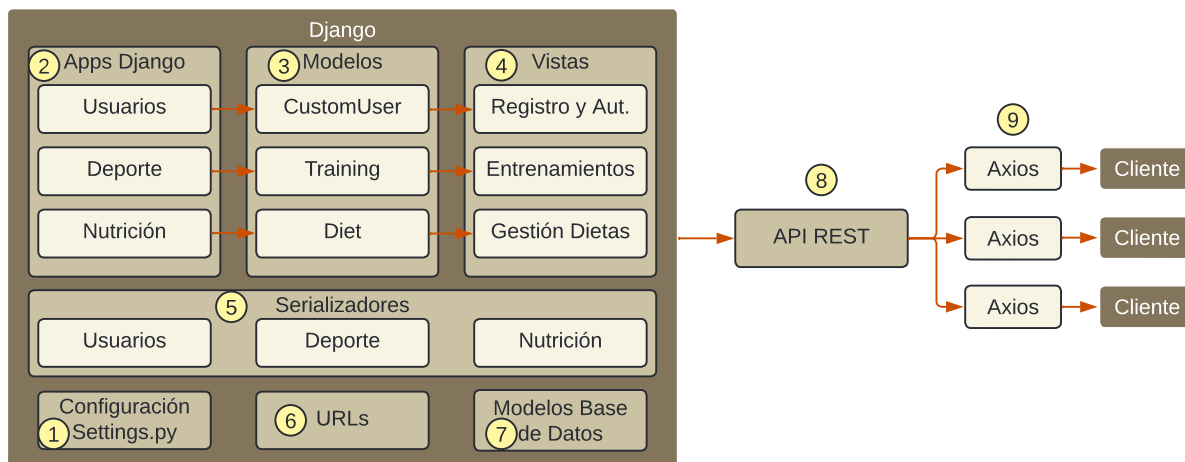 Django
2 Apps Django
3 Modelos
4 Vistas
Usuarios
CustomUser
Registro y Aut.
Deporte
Training
Entrenamientos
Nutrición
Diet
Gestión Dietas
5 Serializadores
Usuarios
Deporte
Nutrición
Configuración
1 Settings.py
6 URLs
Modelos Base
7 de Datos
8
API REST
9
Axios
Cliente
Axios
Cliente
Axios
Cliente